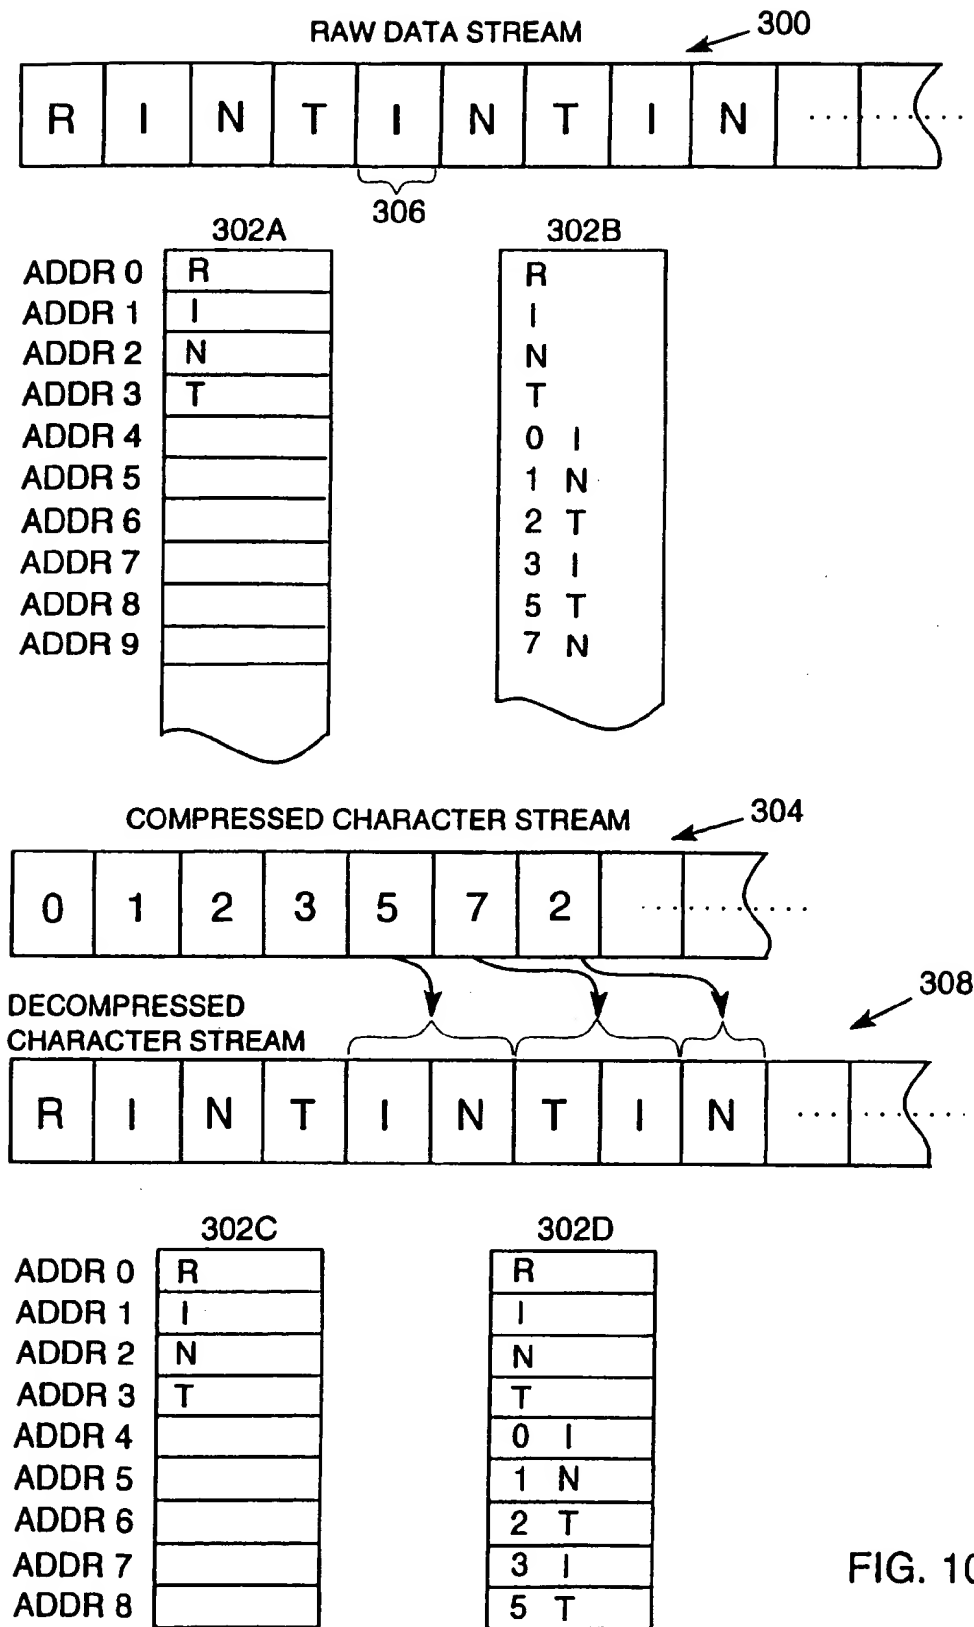 RAW DATA STREAM 300
R I N T I N T I N . . . . . . . . . .
306
302A 302B
ADDR 0 R R
ADDR 1 I I
ADDR 2 N N
ADDR 3 T T
ADDR 4 0 I
ADDR 5 1 N
ADDR 6 2 T
ADDR 7 3 I
ADDR 8 5 T
ADDR 9 7 N
COMPRESSED CHARACTER STREAM 304
0 1 2 3 5 7 2 . . . . . . . . . .
DECOMPRESSED
CHARACTER STREAM 308
R I N T I N T I N . . . . . . . . . .
302C 302D
ADDR 0 R R
ADDR 1 I I
ADDR 2 N N
ADDR 3 T T
ADDR 4 0 I
ADDR 5 1 N
ADDR 6 2 T
ADDR 7 3 I
ADDR 8 5 T
FIG. 10